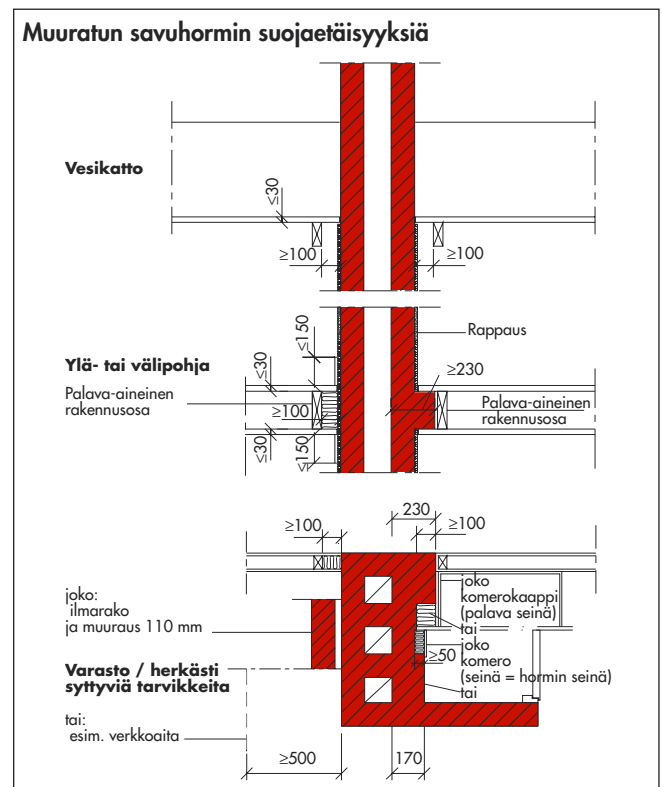 Muuratun savuhormin suojaetäisyyksiä
Vesikatto
≤30
≥100
≥100
≤150
Rappaus
Ylä- tai välipohja
≤30
≥230
Palava-aineinen
rakennusosa
≥100
Palava-aineinen
rakennusosa
≤30
≤150
230
≥100
≥100
joko:
ilmarako
ja muuraus 110 mm
joko
komerokaappi
(palava seinä)
tai
joko
≥50
komero
(seinä = hormin seinä)
tai
Varasto / herkästi
syttyviä tarvikkeita
tai:
esim. verkkoaita
≥500
170